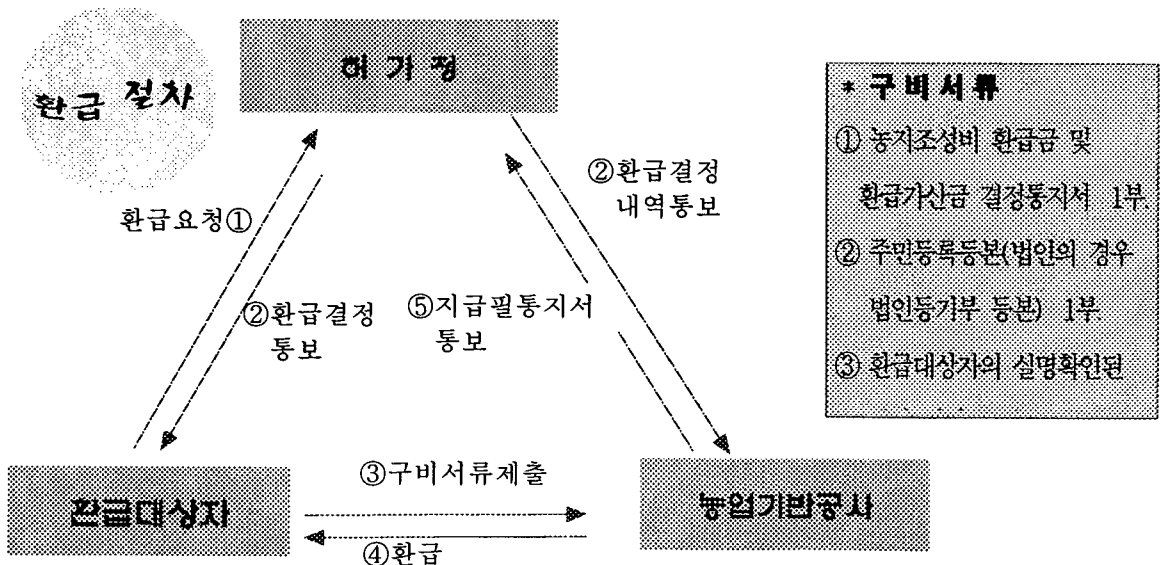 환급 절차
허가청
* 구비서류
① 농지조성비 환급금 및
환급가산금 결정통지서 1부
② 주민등록등본(법인의 경우
법인등기부 등본) 1부
③ 환급대상자의 실명확인된
환급요청①
②환급결정
통보
②환급결정
내역통보
⑤지급필통지서
통보
환급대상자
③구비서류제출
④환급
농업기반공사